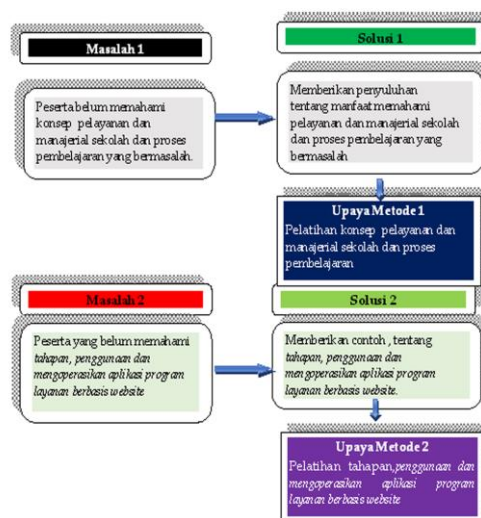 Masalah 1
Solusi 1
Peserta belum memahami
konsep pelayanan dan
manajerial sekolah dan proses
pembelajaran yang bermasalah.
Memberikan penyuluhan
tentang manfaat memahami
pelayanan dan manajerial sekolah
dan proses pembelajaran yang
bermasalah
Upaya Metode 1
Pelatihan konsep pelayanan dan
manajerial sekolah dan proses
pembelajaran
Masalah 2
Solusi 2
Peserta yang belum memahami
tahapan, penggunaan dan
mengoperasikan aplikasi program
layanan berbasis website
Memberikan contoh , tentang
tahapan, penggunaan dan
mengoperasikan aplikasi program
layanan berbasis website.
Upaya Metode 2
Pelatihan tahapan,penggunaan dan
mengoperasikan aplikasi program
layanan berbasis website